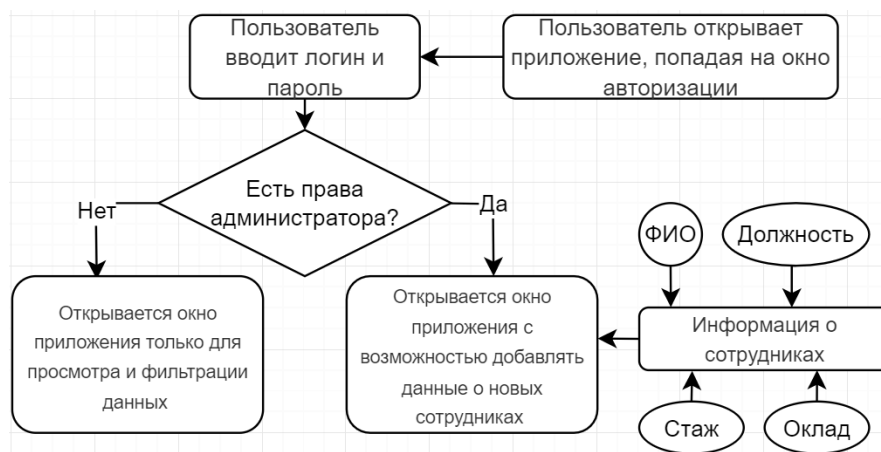 Пользователь
вводит логин и
пароль
Пользователь открывает
приложение, попадая на окно
авторизации
Есть права
администратора?
Нет
Да
ФИО
Должность
Открывается окно
приложения только для
просмотра и фильтрации
данных
Открывается окно
приложения с
возможностью добавлять
данные о новых
сотрудниках
Информация о
сотрудниках
Стаж
Оклад